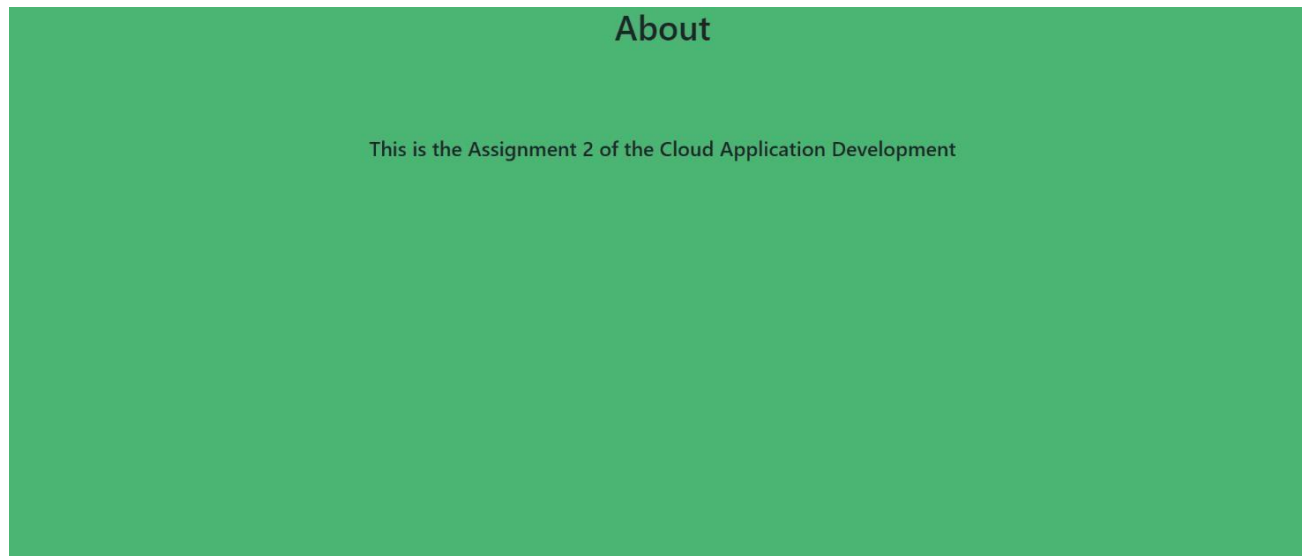 About
This is the Assignment 2 of the Cloud Application Development